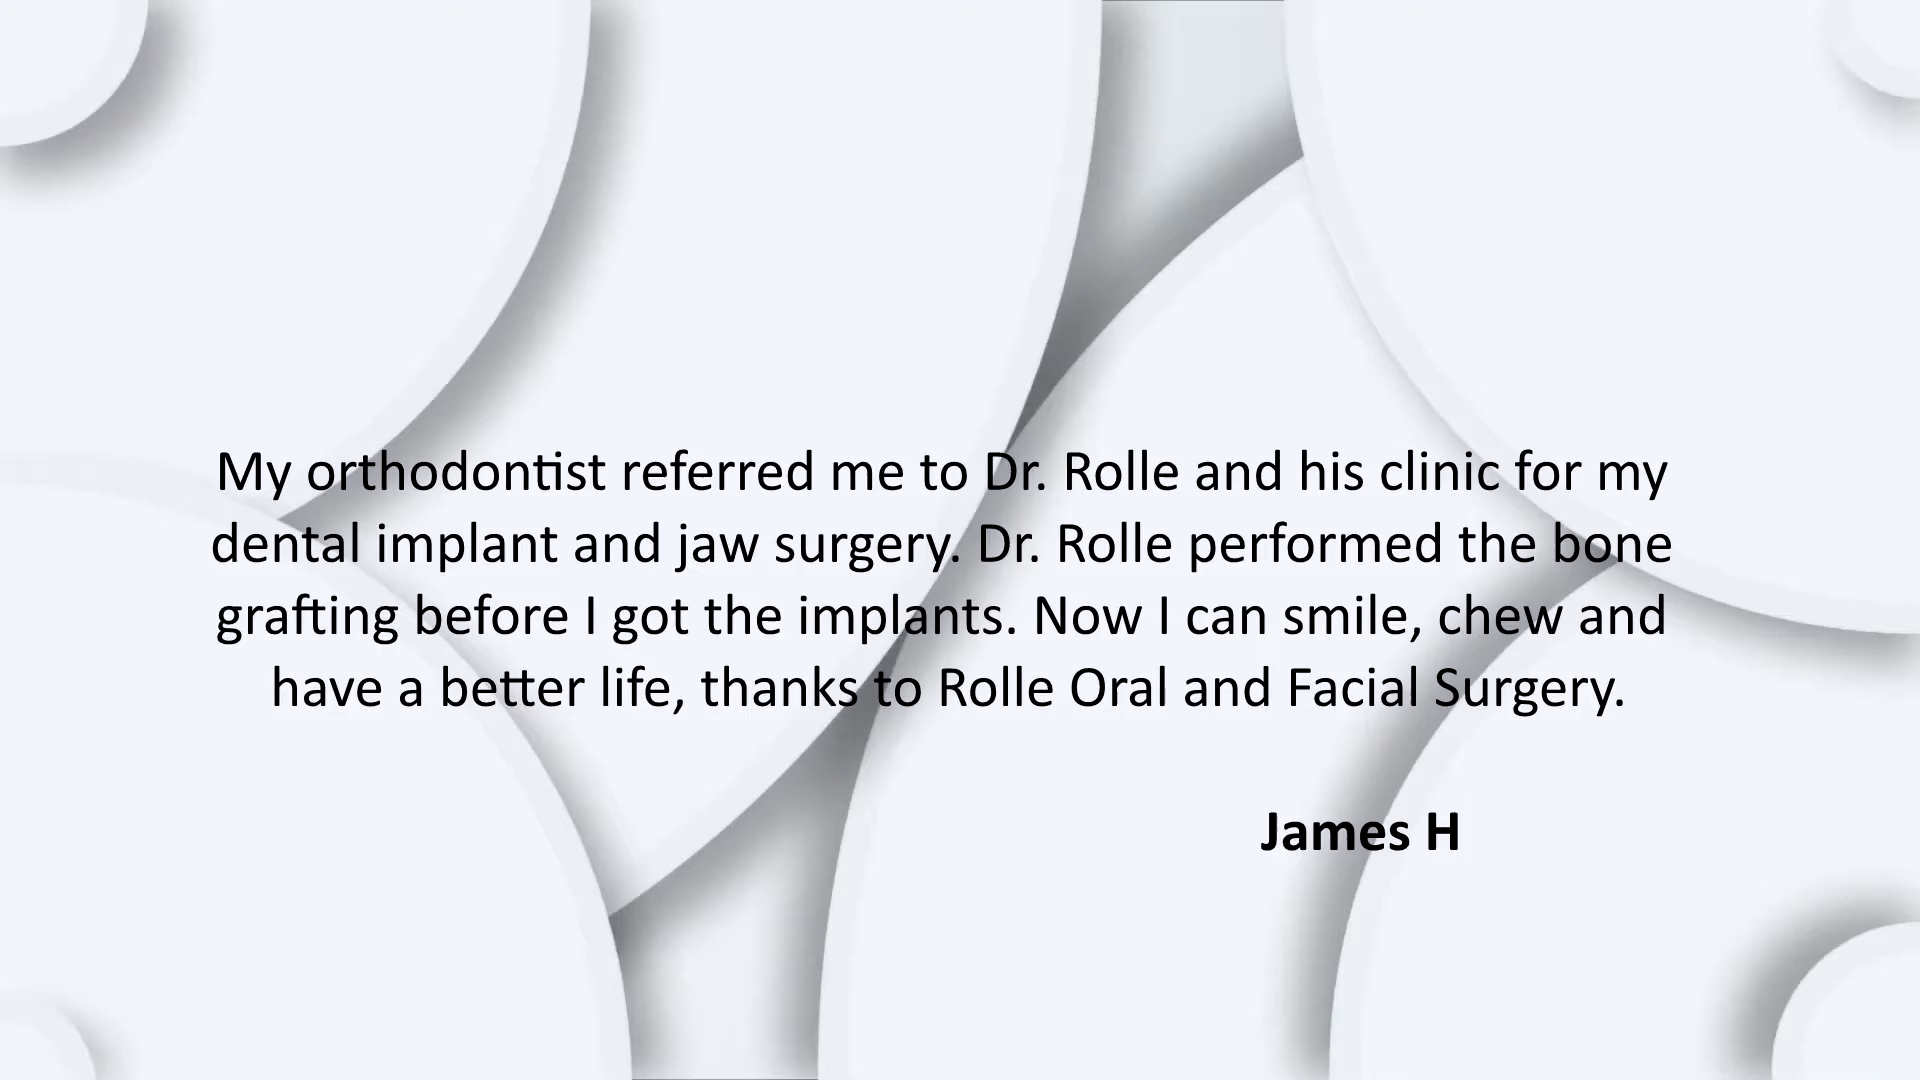 My orthodontist referred me to Dr. Rolle and his clinic for my
dental implant and jaw surgery. Dr. Rolle performed the bone
grafting before I got the implants. Now I can smile, chew and
have a better life, thanks to Rolle Oral and Facial Surgery.
James H